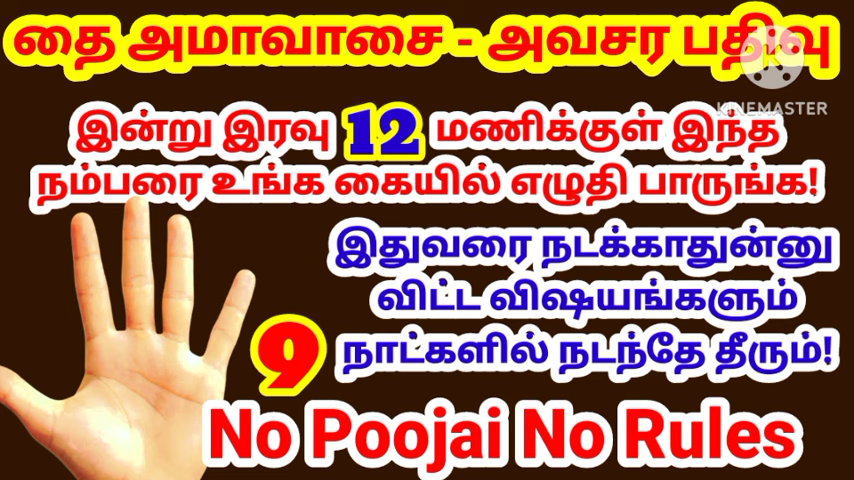 தை அமாவாசை - அவசர பதிவு
KINEMASTER
இன்று இரவு 12 மணிக்குள் இந்த
நம்பரை உங்க கையில் எழுதி பாருங்க!
இதுவரை நடக்காதுன்னு
விட்ட விஷயங்களும்
9 நாட்களில் நடந்தே தீரும்!
No Poojai No Rules